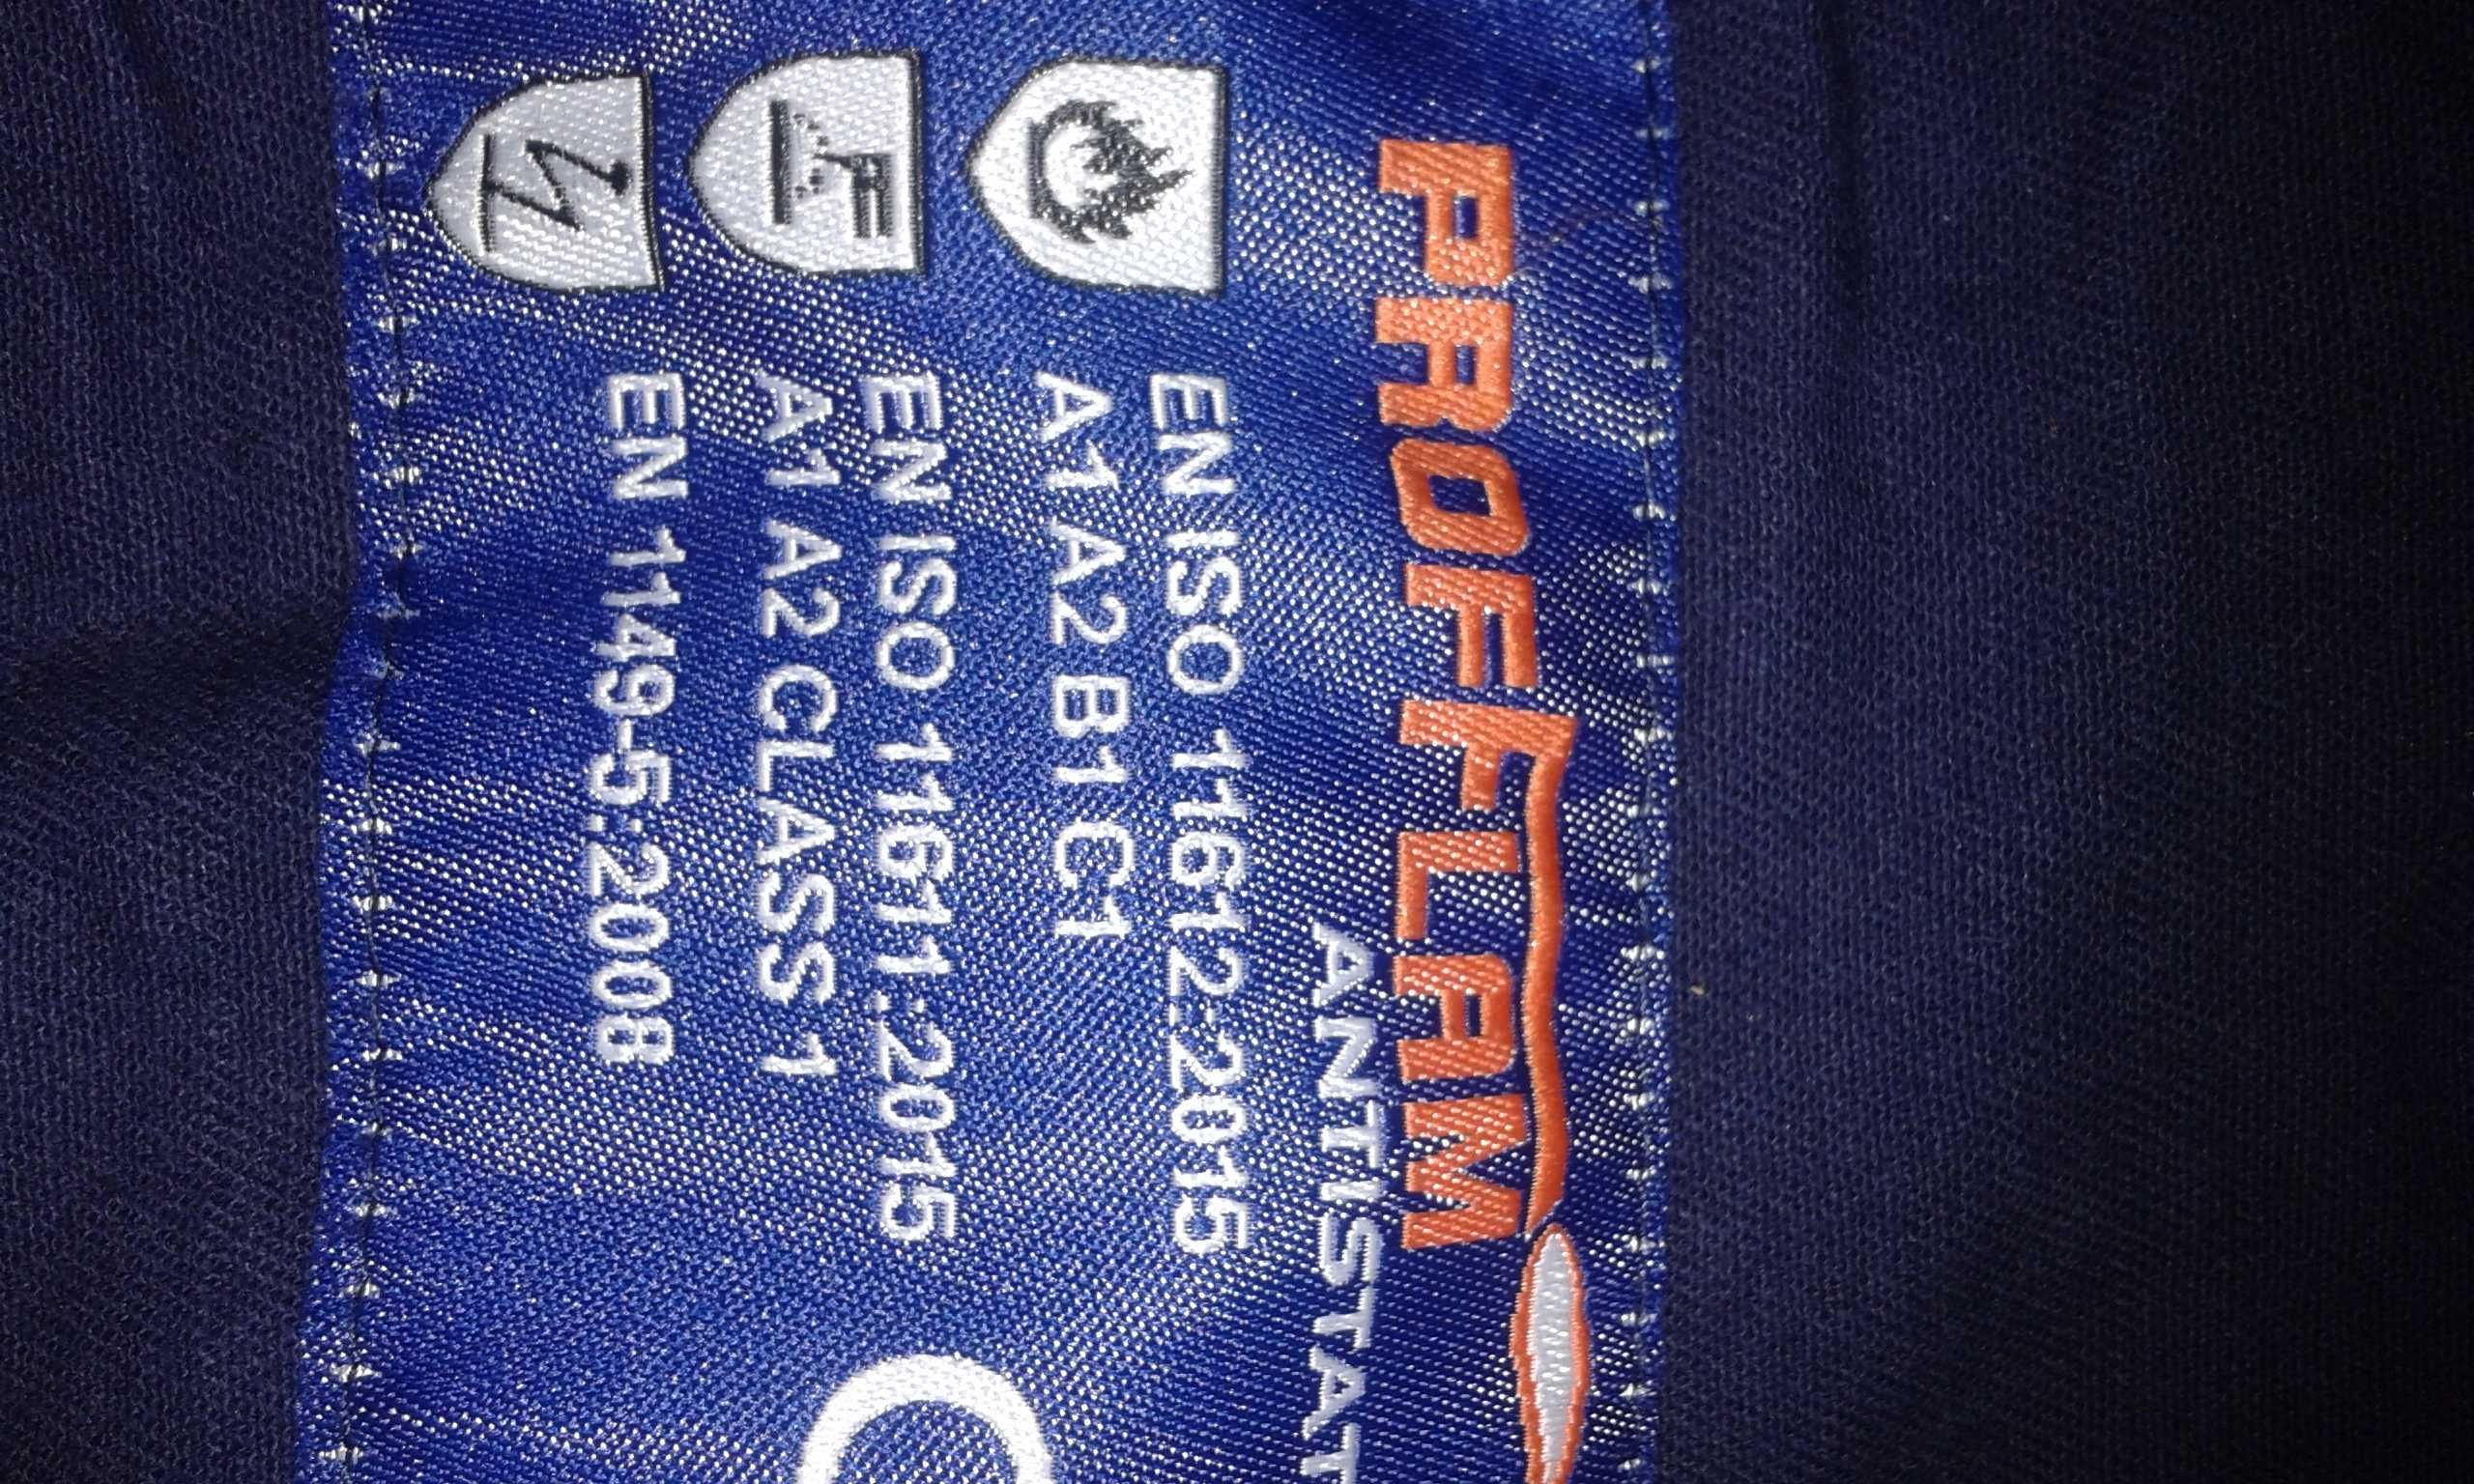 PROFFLAM
ANTISTAT
EN ISO 11612:2015
A1 A2 B1 C1
EN ISO 11611:2015
A1 A2 CLASS 1
EN 1149-5:2008